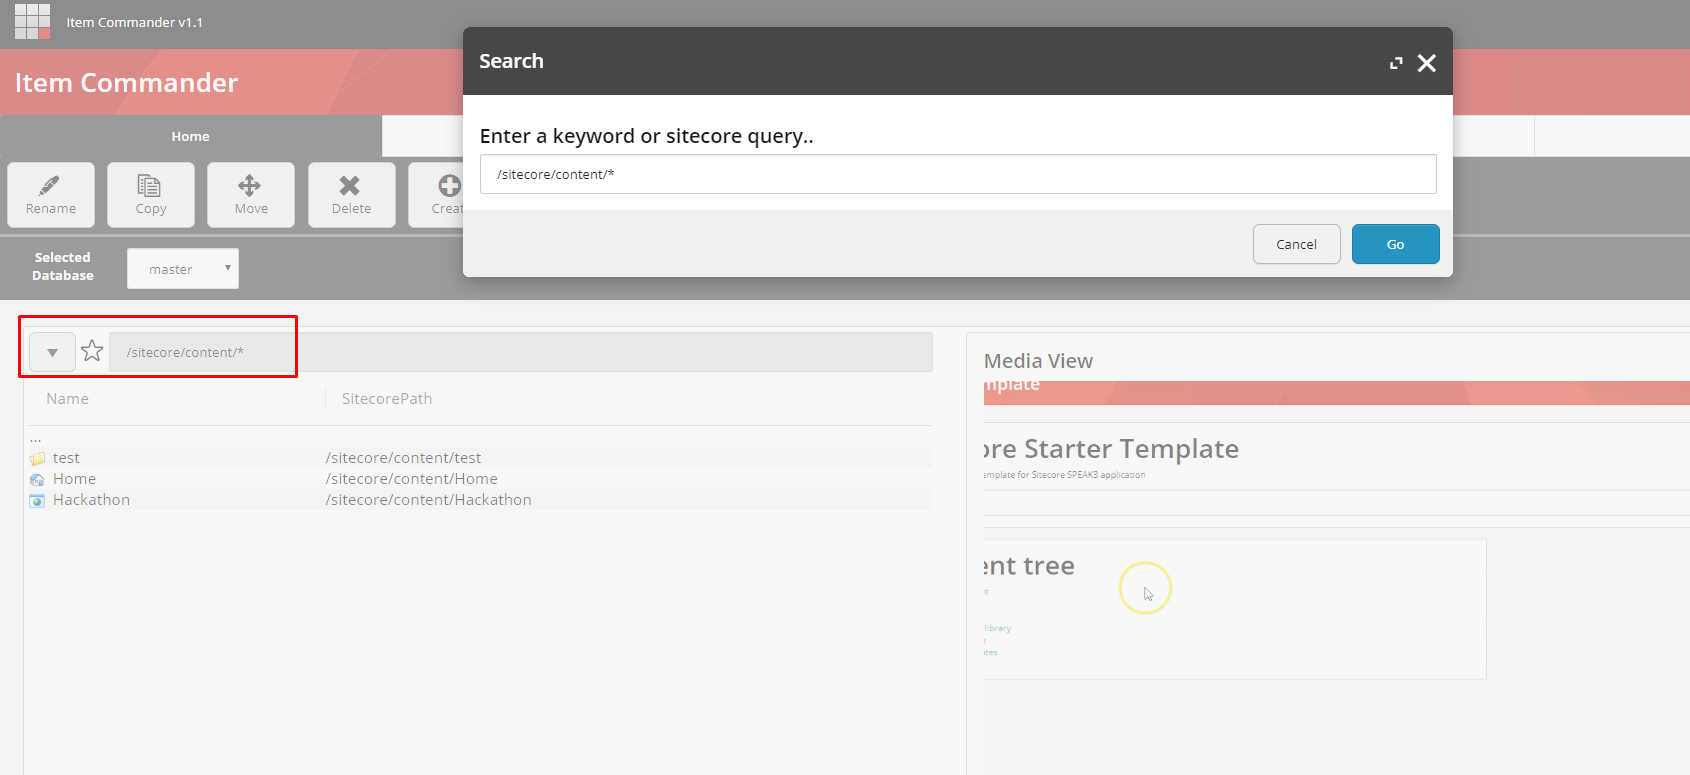 Item Commander v1.1
Item Commander
Search
Enter a keyword or sitecore query..
/sitecore/content/*
Cancel
Go
Home
Rename
Copy
Move
Delete
Creat
Selected
Database
master
/sitecore/content/*
Name
SitecorePath
...
test
/sitecore/content/test
Home
/sitecore/content/Home
Hackathon
/sitecore/content/Hackathon
Media View
mplate
ore Starter Template
emplate for Sitecore SPEAK3 application
ent tree
library
ates